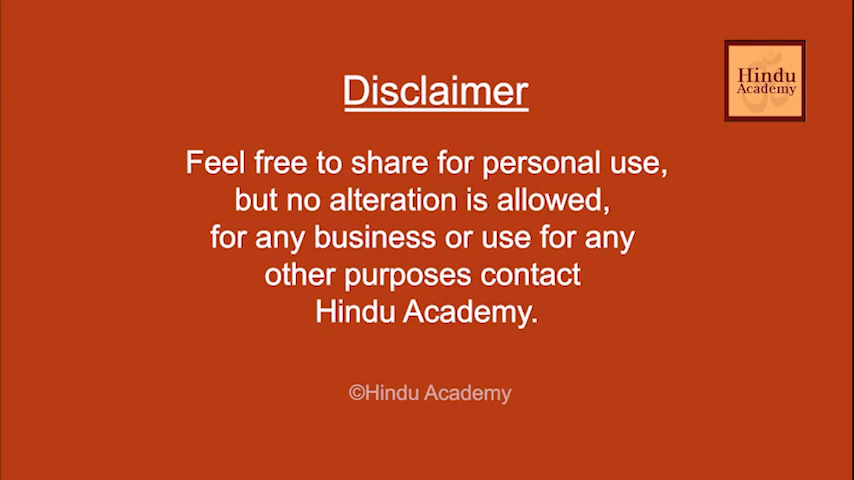 Disclaimer
Hindu
Academy
Feel free to share for personal use,
but no alteration is allowed,
for any business or use for any
other purposes contact
Hindu Academy.
©Hindu Academy